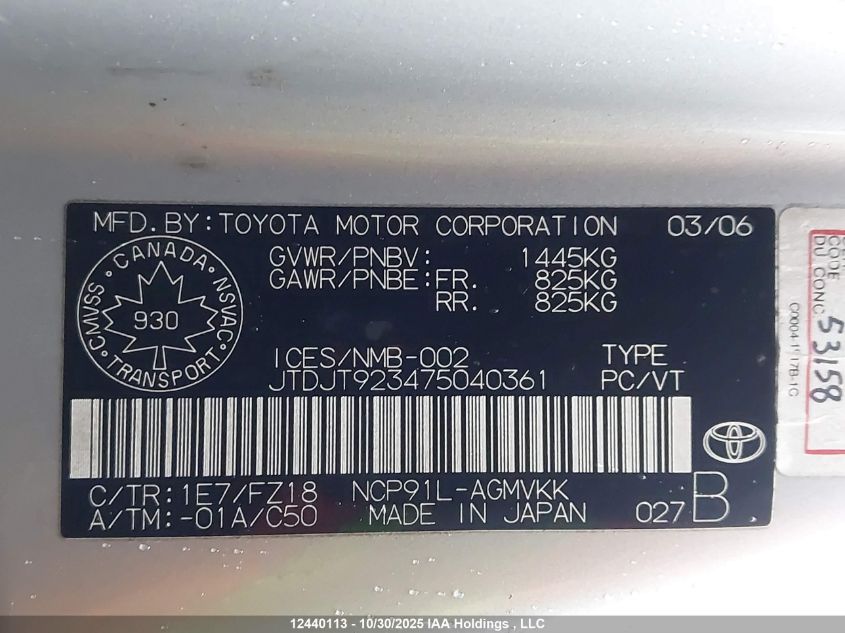 MFD. BY: TOYOTA MOTOR CORPORATION 03/06
GVWR/PNBV: 1445KG
GAWR/PNBE: FR. 825KG
RR. 825KG
CANADA
CMVSS
NSVAC
930
TRANSPORT
ICES/NMB-002 TYPE
JTDJT923475040361 PC/VT
C/TR: 1E7/FZ18 NCP91L-AGMVKK
A/TM: -01A/C50 MADE IN JAPAN 027 B
CODE
DU CONC.
53158
12440113 - 10/30/2025 IAA Holdings , LLC